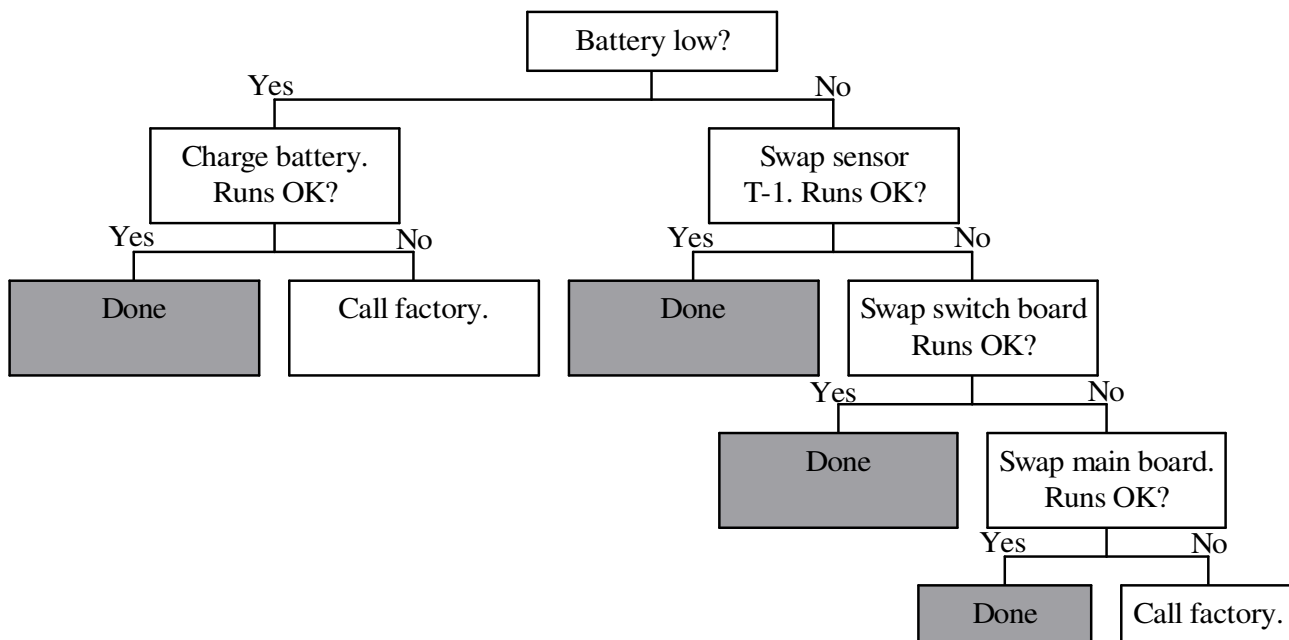 Battery low?
Yes
No
Charge battery.
Runs OK?
Swap sensor
T-1. Runs OK?
Yes
No
Yes
No
Done
Call factory.
Done
Swap switch board
Runs OK?
Yes
No
Done
Swap main board.
Runs OK?
Yes
No
Done
Call factory.